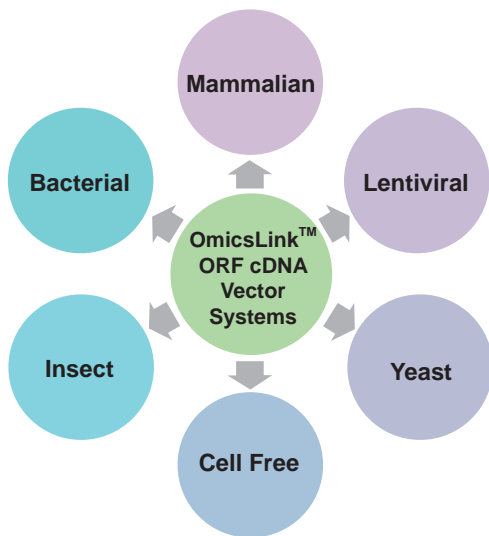 Mammalian
Bacterial
Lentiviral
OmicsLink™
ORF cDNA
Vector
Systems
Insect
Yeast
Cell Free